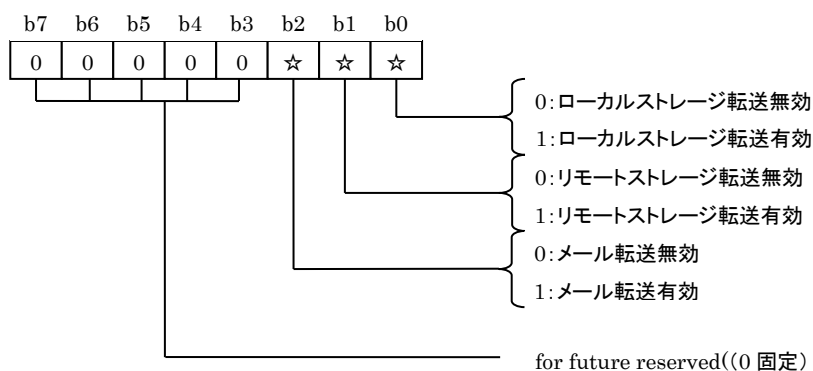 b7 b6 b5 b4 b3 b2 b1 b0
0 0 0 0 0 ☆ ☆ ☆
0:ローカルストレージ転送無効
1:ローカルストレージ転送有効
0:リモートストレージ転送無効
1:リモートストレージ転送有効
0:メール転送無効
1:メール転送有効
for future reserved((0 固定)